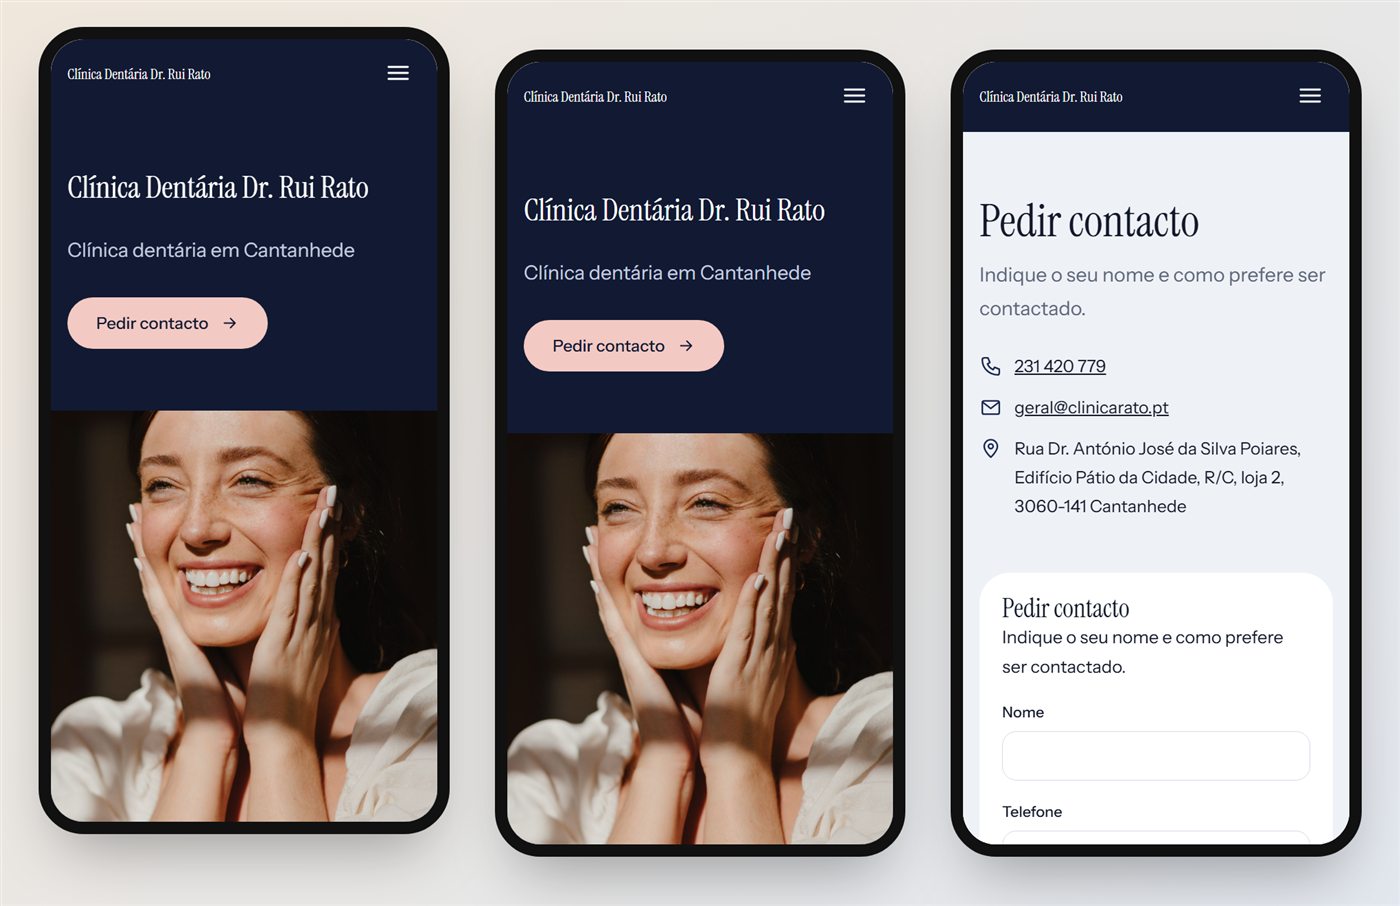 Clínica Dentária Dr. Rui Rato
Clínica Dentária Dr. Rui Rato
Clínica dentária em Cantanhede
Pedir contacto
Clínica Dentária Dr. Rui Rato
Clínica Dentária Dr. Rui Rato
Clínica dentária em Cantanhede
Pedir contacto
Clínica Dentária Dr. Rui Rato
Pedir contacto
Indique o seu nome e como prefere ser
contactado.
231 420 779
geral@clinicarato.pt
Rua Dr. António José da Silva Poiares,
Edifício Pátio da Cidade, R/C, loja 2,
3060-141 Cantanhede
Pedir contacto
Indique o seu nome e como prefere
ser contactado.
Nome
Telefone